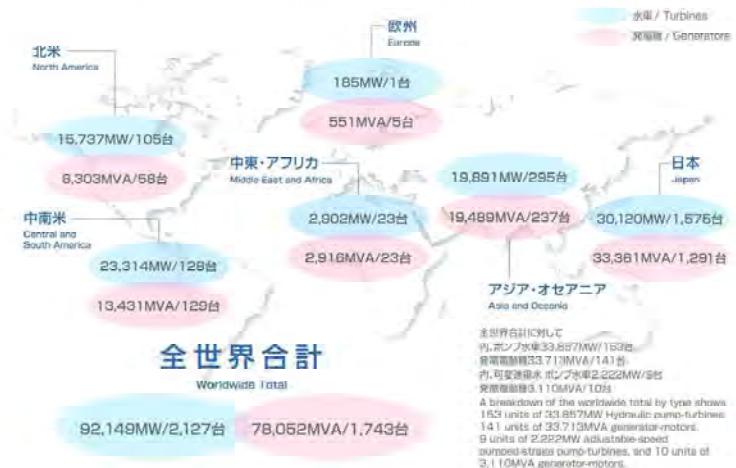 水車 / Turbines
発電機 / Generators
欧州
Europe
185MW/1台
551MVA/5台
北米
North America
15,737MW/105台
8,303MVA/58台
中東・アフリカ
Middle East and Africa
2,902MW/23台
2,916MVA/23台
19,891MW/295台
19,489MVA/237台
アジア・オセアニア
Asia and Oceania
日本
Japan
30,120MW/1,575台
33,361MVA/1,291台
中南米
Central and
South America
23,314MW/128台
13,431MVA/129台
全世界合計
Worldwide Total
92,149MW/2,127台
78,052MVA/1,743台
全世界合計に対して
内、ポンプ水車33.857MW/153台
発電電動機33.713MVA/141台
内、可変速揚水 ポンプ水車2.222MW/9台
発電電動機3.110MVA/10台
A breakdown of the worldwide total by type shows
153 units of 33.857MW Hydraulic pump-turbines
141 units of 33.713MVA generator-motors.
9 units of 2.222MW adjustable-speed
pumped-strage pump-turbines, and 10 units of
3.110MVA generator-motors.